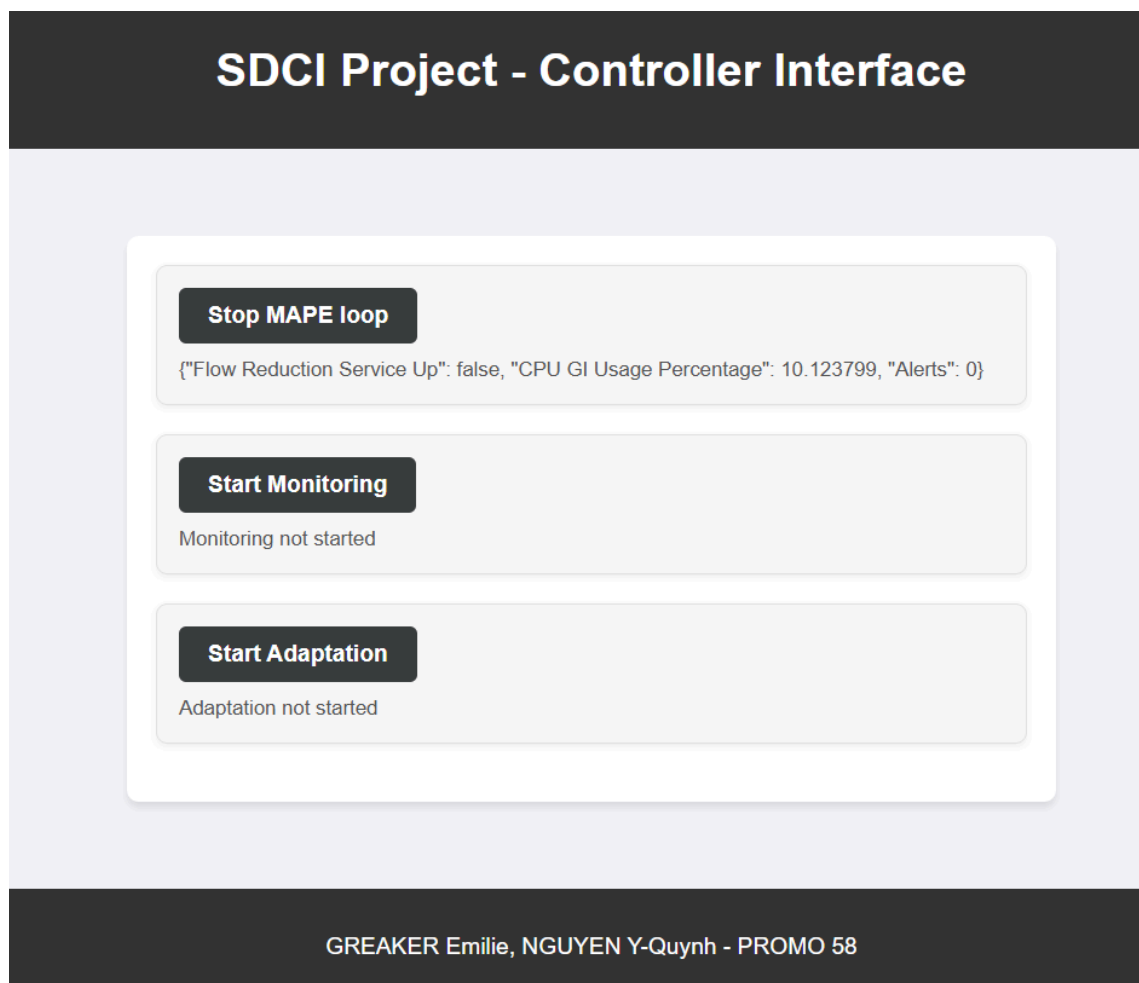 SDCI Project - Controller Interface
Stop MAPE loop
{"Flow Reduction Service Up": false, "CPU GI Usage Percentage": 10.123799, "Alerts": 0}
Start Monitoring
Monitoring not started
Start Adaptation
Adaptation not started
GREAKER Emilie, NGUYEN Y-Quynh - PROMO 58